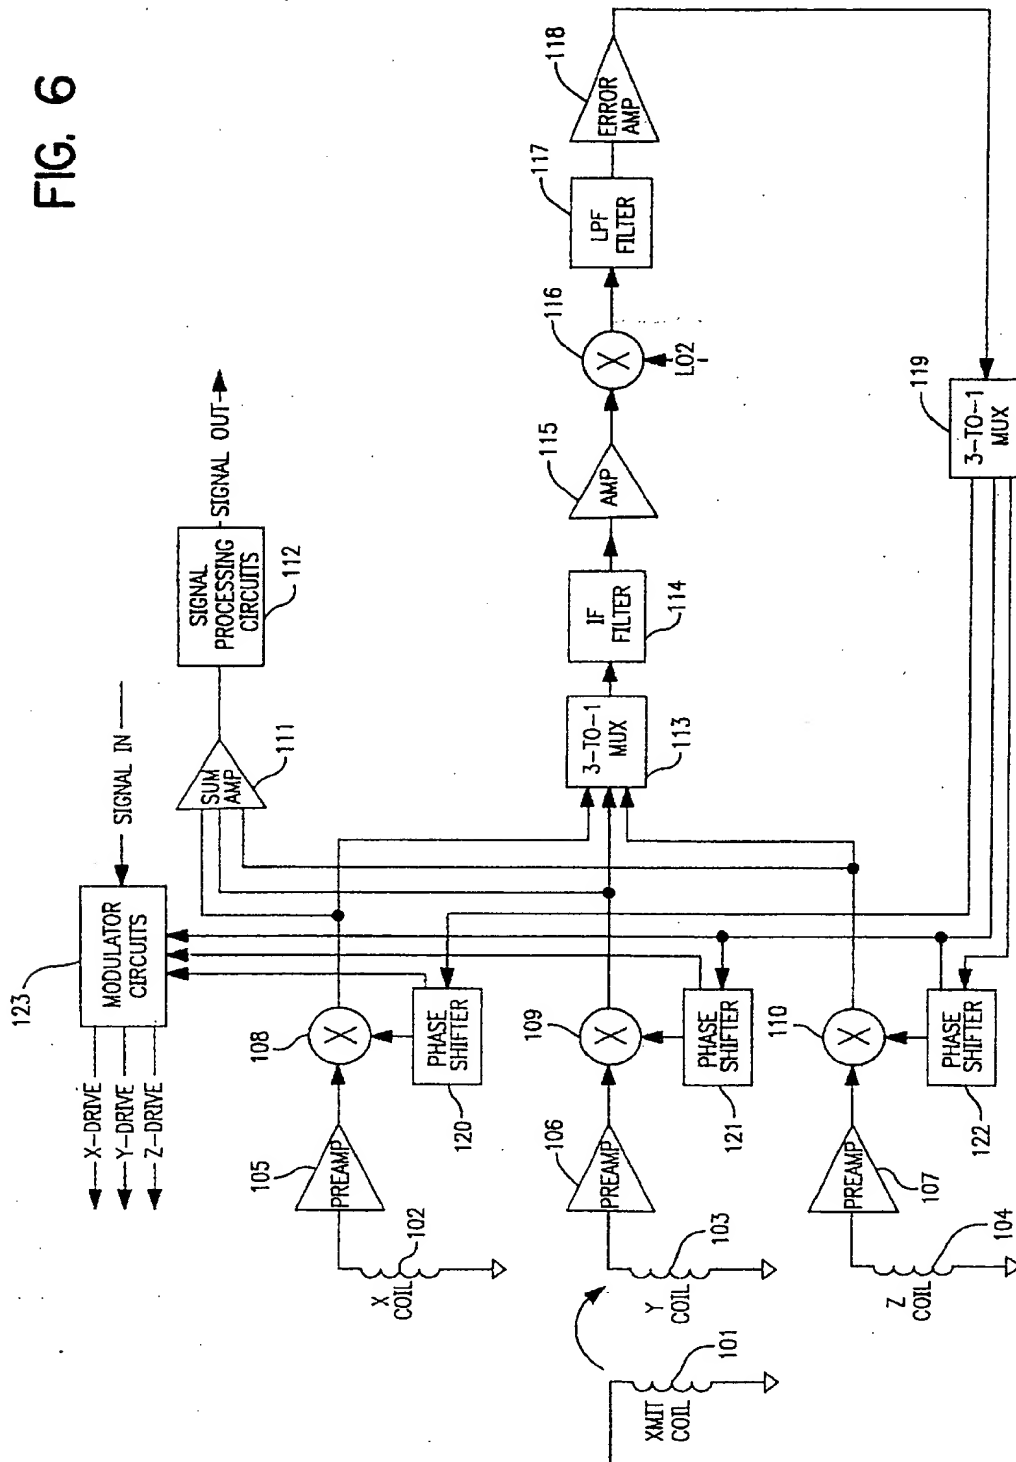 FIG. 6
123
MODULATOR
CIRCUITS
SIGNAL IN
X-DRIVE
Y-DRIVE
Z-DRIVE
SUM
AMP
111
SIGNAL
PROCESSING
CIRCUITS
112
SIGNAL OUT
X
COIL
102
105
PREAMP
108
X
PHASE
SHIFTER
120
XMIT
COIL
101
Y
COIL
103
106
PREAMP
109
X
PHASE
SHIFTER
121
3-TO-1
MUX
113
IF
FILTER
114
AMP
115
X
116
LO2
LPF
FILTER
117
ERROR
AMP
118
Z
COIL
104
PREAMP
107
110
X
PHASE
SHIFTER
122
3-TO-1
MUX
119